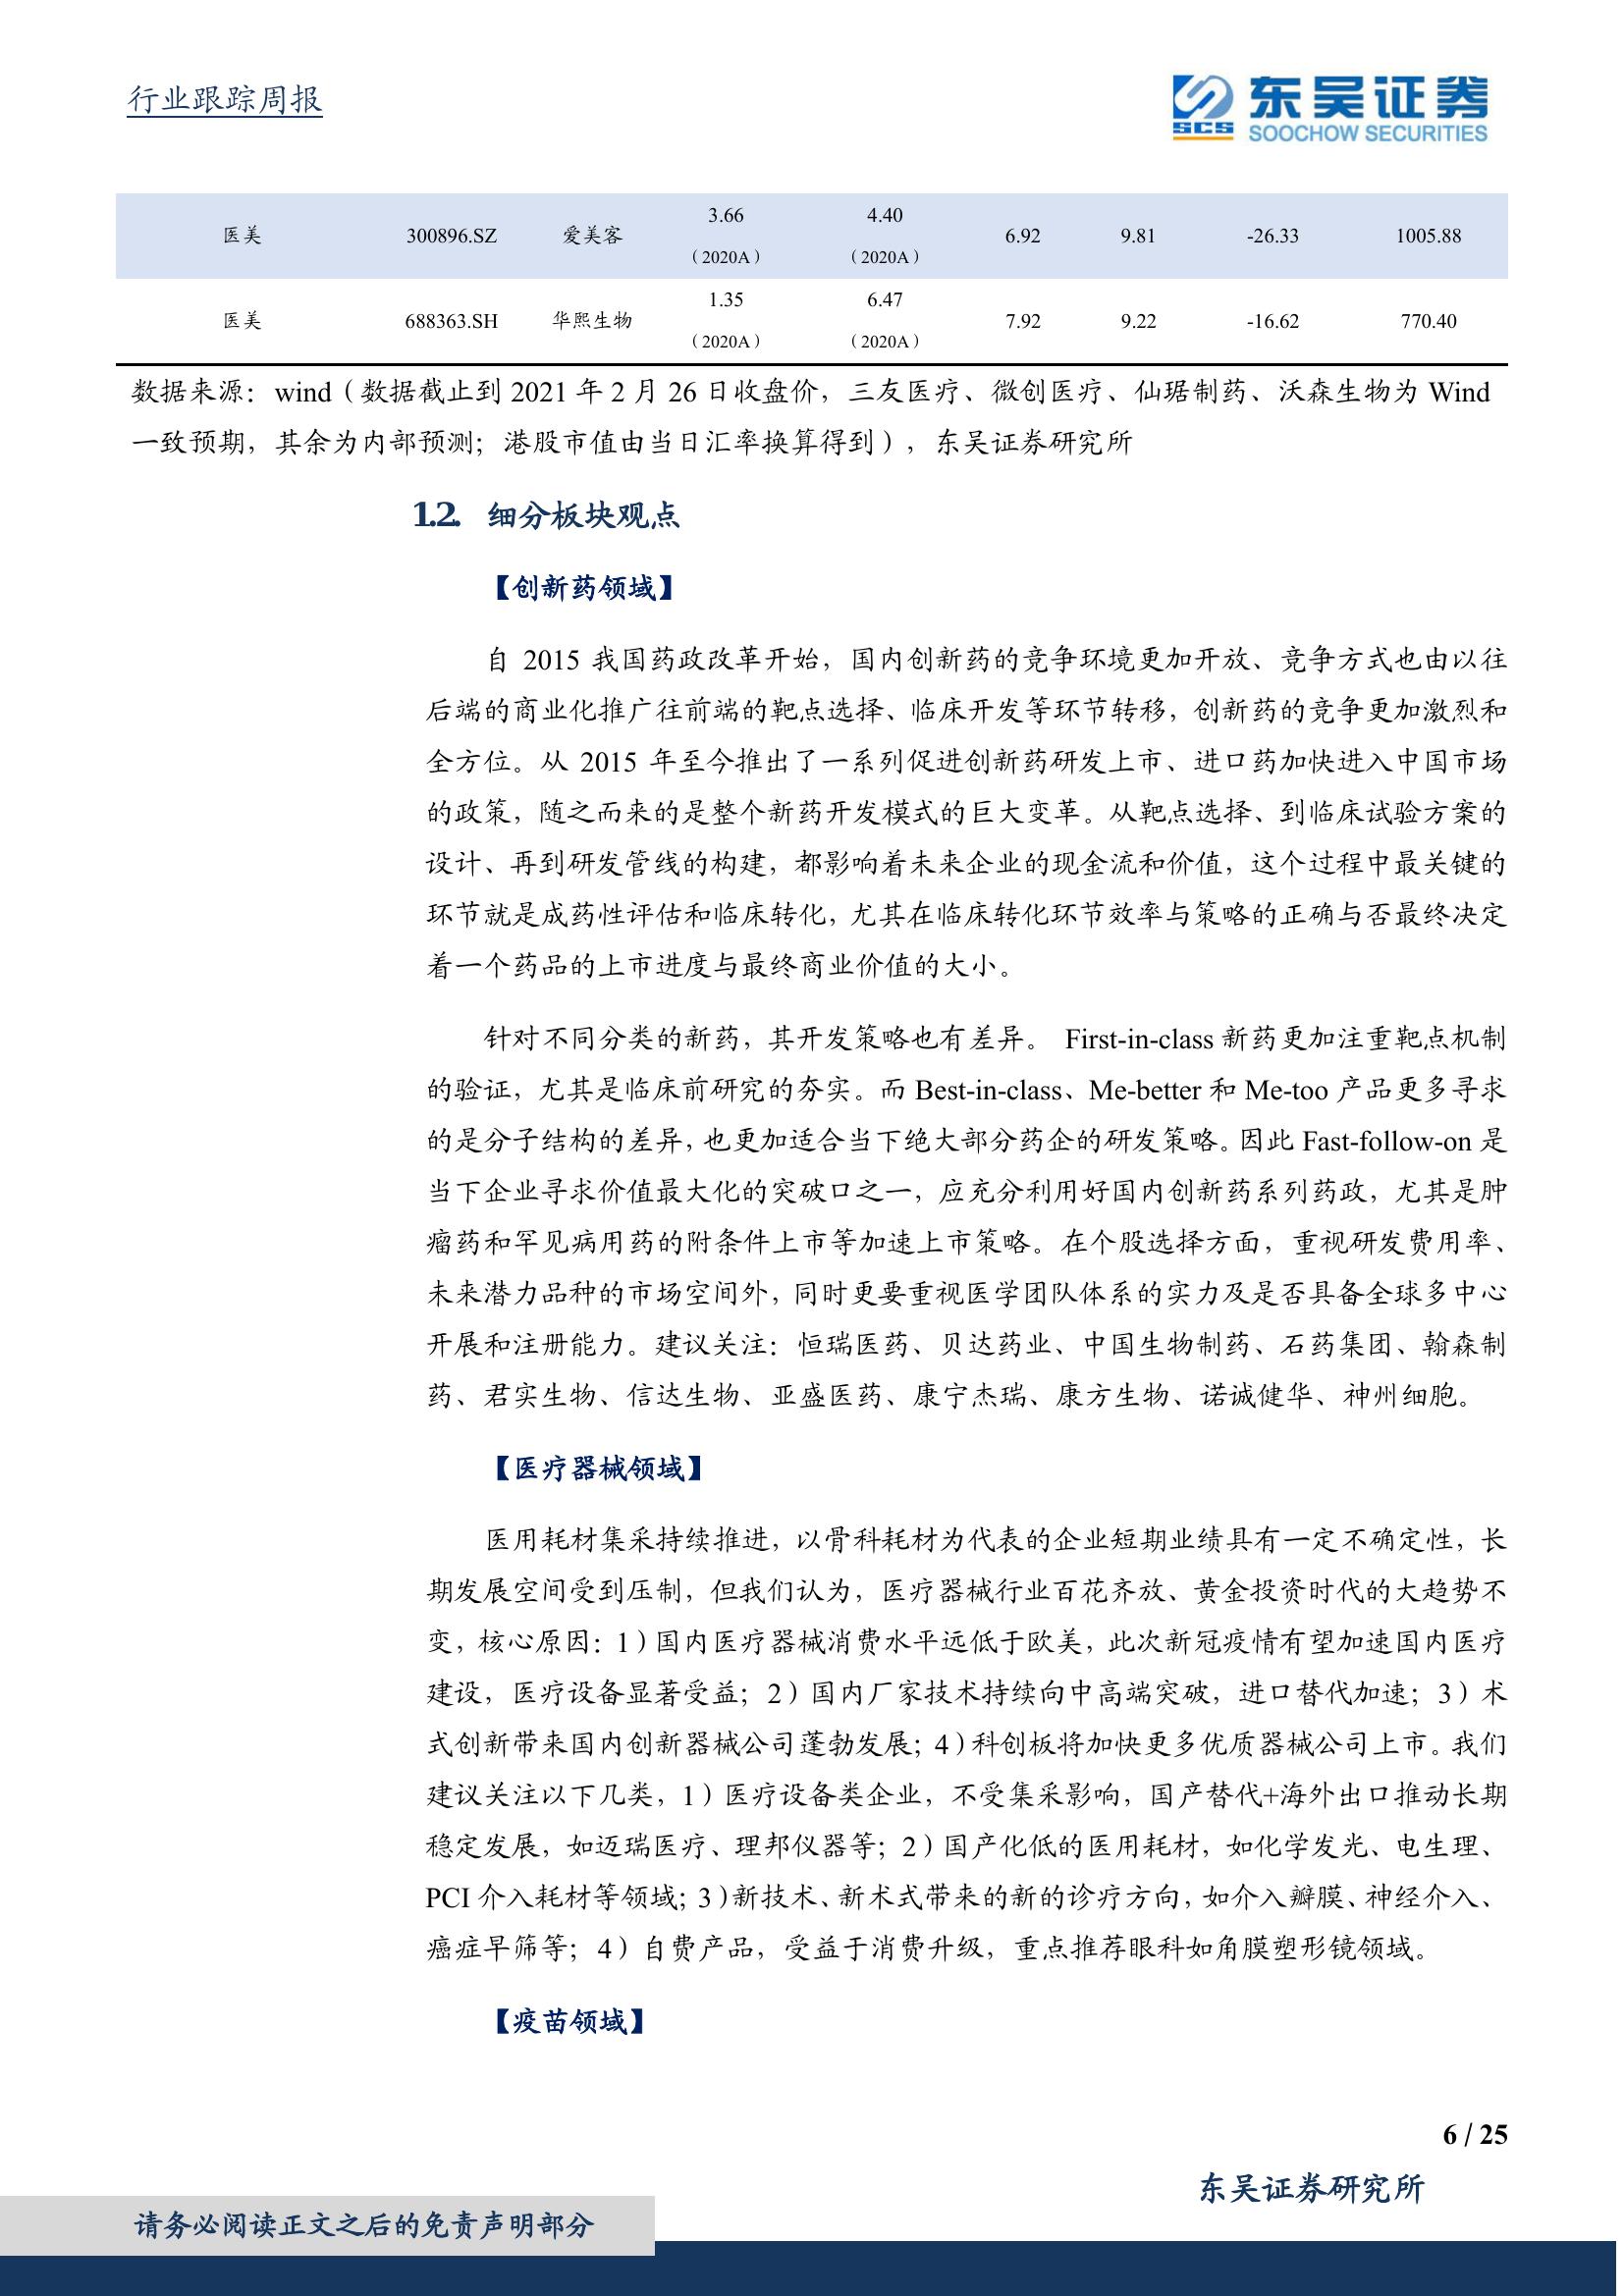 行业跟踪周报
SCS 东吴证券
SOOCHOW SECURITIES
3.66 4.40
医美 300896.SZ 爱美客 6.92 9.81 -26.33 1005.88
（2020A） （2020A）
1.35 6.47
医美 688363.SH 华熙生物 7.92 9.22 -16.62 770.40
（2020A） （2020A）
数据来源：wind（数据截止到 2021 年 2 月 26 日收盘价，三友医疗、微创医疗、仙琚制药、沃森生物为 Wind
一致预期，其余为内部预测；港股市值由当日汇率换算得到），东吴证券研究所
1.2. 细分板块观点
【创新药领域】
自 2015 我国药政改革开始，国内创新药的竞争环境更加开放、竞争方式也由以往
后端的商业化推广往前端的靶点选择、临床开发等环节转移，创新药的竞争更加激烈和
全方位。从 2015 年至今推出了一系列促进创新药研发上市、进口药加快进入中国市场
的政策，随之而来的是整个新药开发模式的巨大变革。从靶点选择、到临床试验方案的
设计、再到研发管线的构建，都影响着未来企业的现金流和价值，这个过程中最关键的
环节就是成药性评估和临床转化，尤其在临床转化环节效率与策略的正确与否最终决定
着一个药品的上市进度与最终商业价值的大小。
针对不同分类的新药，其开发策略也有差异。 First-in-class 新药更加注重靶点机制
的验证，尤其是临床前研究的夯实。而 Best-in-class、Me-better 和 Me-too 产品更多寻求
的是分子结构的差异，也更加适合当下绝大部分药企的研发策略。因此 Fast-follow-on 是
当下企业寻求价值最大化的突破口之一，应充分利用好国内创新药系列药政，尤其是肿
瘤药和罕见病用药的附条件上市等加速上市策略。在个股选择方面，重视研发费用率、
未来潜力品种的市场空间外，同时更要重视医学团队体系的实力及是否具备全球多中心
开展和注册能力。建议关注：恒瑞医药、贝达药业、中国生物制药、石药集团、翰森制
药、君实生物、信达生物、亚盛医药、康宁杰瑞、康方生物、诺诚健华、神州细胞。
【医疗器械领域】
医用耗材集采持续推进，以骨科耗材为代表的企业短期业绩具有一定不确定性，长
期发展空间受到压制，但我们认为，医疗器械行业百花齐放、黄金投资时代的大趋势不
变，核心原因：1）国内医疗器械消费水平远低于欧美，此次新冠疫情有望加速国内医疗
建设，医疗设备显著受益；2）国内厂家技术持续向中高端突破，进口替代加速；3）术
式创新带来国内创新器械公司蓬勃发展；4）科创板将加快更多优质器械公司上市。我们
建议关注以下几类，1）医疗设备类企业，不受集采影响，国产替代+海外出口推动长期
稳定发展，如迈瑞医疗、理邦仪器等；2）国产化低的医用耗材，如化学发光、电生理、
PCI 介入耗材等领域；3）新技术、新术式带来的新的诊疗方向，如介入瓣膜、神经介入、
癌症早筛等；4）自费产品，受益于消费升级，重点推荐眼科如角膜塑形镜领域。
【疫苗领域】
6 / 25
东吴证券研究所
请务必阅读正文之后的免责声明部分